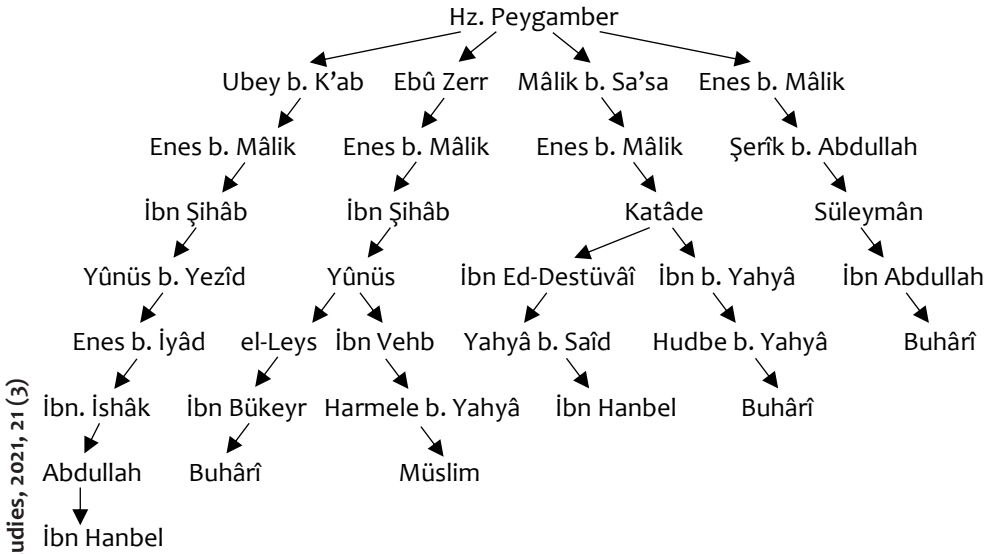 Hz. Peygamber
Ubey b. K'ab Ebû Zerr Mâlik b. Sa'sa Enes b. Mâlik
Enes b. Mâlik Enes b. Mâlik Enes b. Mâlik Şerîk b. Abdullah
İbn Şihâb İbn Şihâb Katâde Süleymân
Yûnüs b. Yezîd Yûnüs İbn Ed-Destüvâî İbn b. Yahyâ İbn Abdullah
Enes b. İyâd el-Leys İbn Vehb Yahyâ b. Saîd Hudbe b. Yahyâ Buhârî
İbn. İshâk İbn Bükeyr Harmele b. Yahyâ İbn Hanbel Buhârî
Abdullah Buhârî Müslim
İbn Hanbel
udies, 2021, 21 (3)